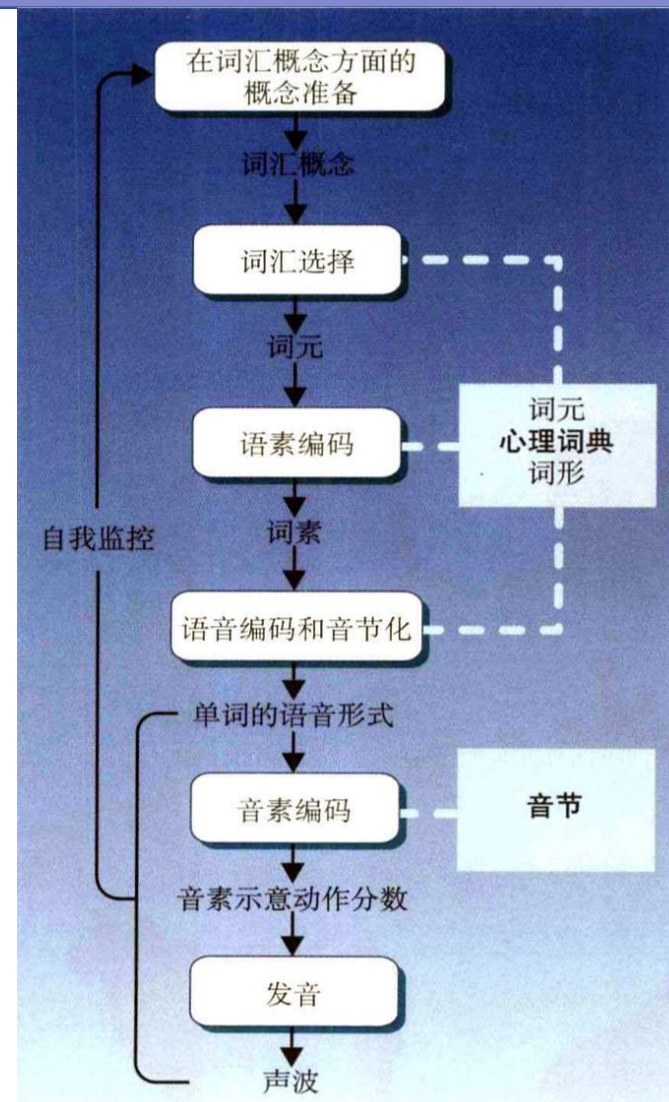 在词汇概念方面的
概念准备
词汇概念
词汇选择
词元
词元
心理词典
词形
语素编码
词素
自我监控
语音编码和音节化
单词的语音形式
音素编码
音节
音素示意动作分数
发音
声波